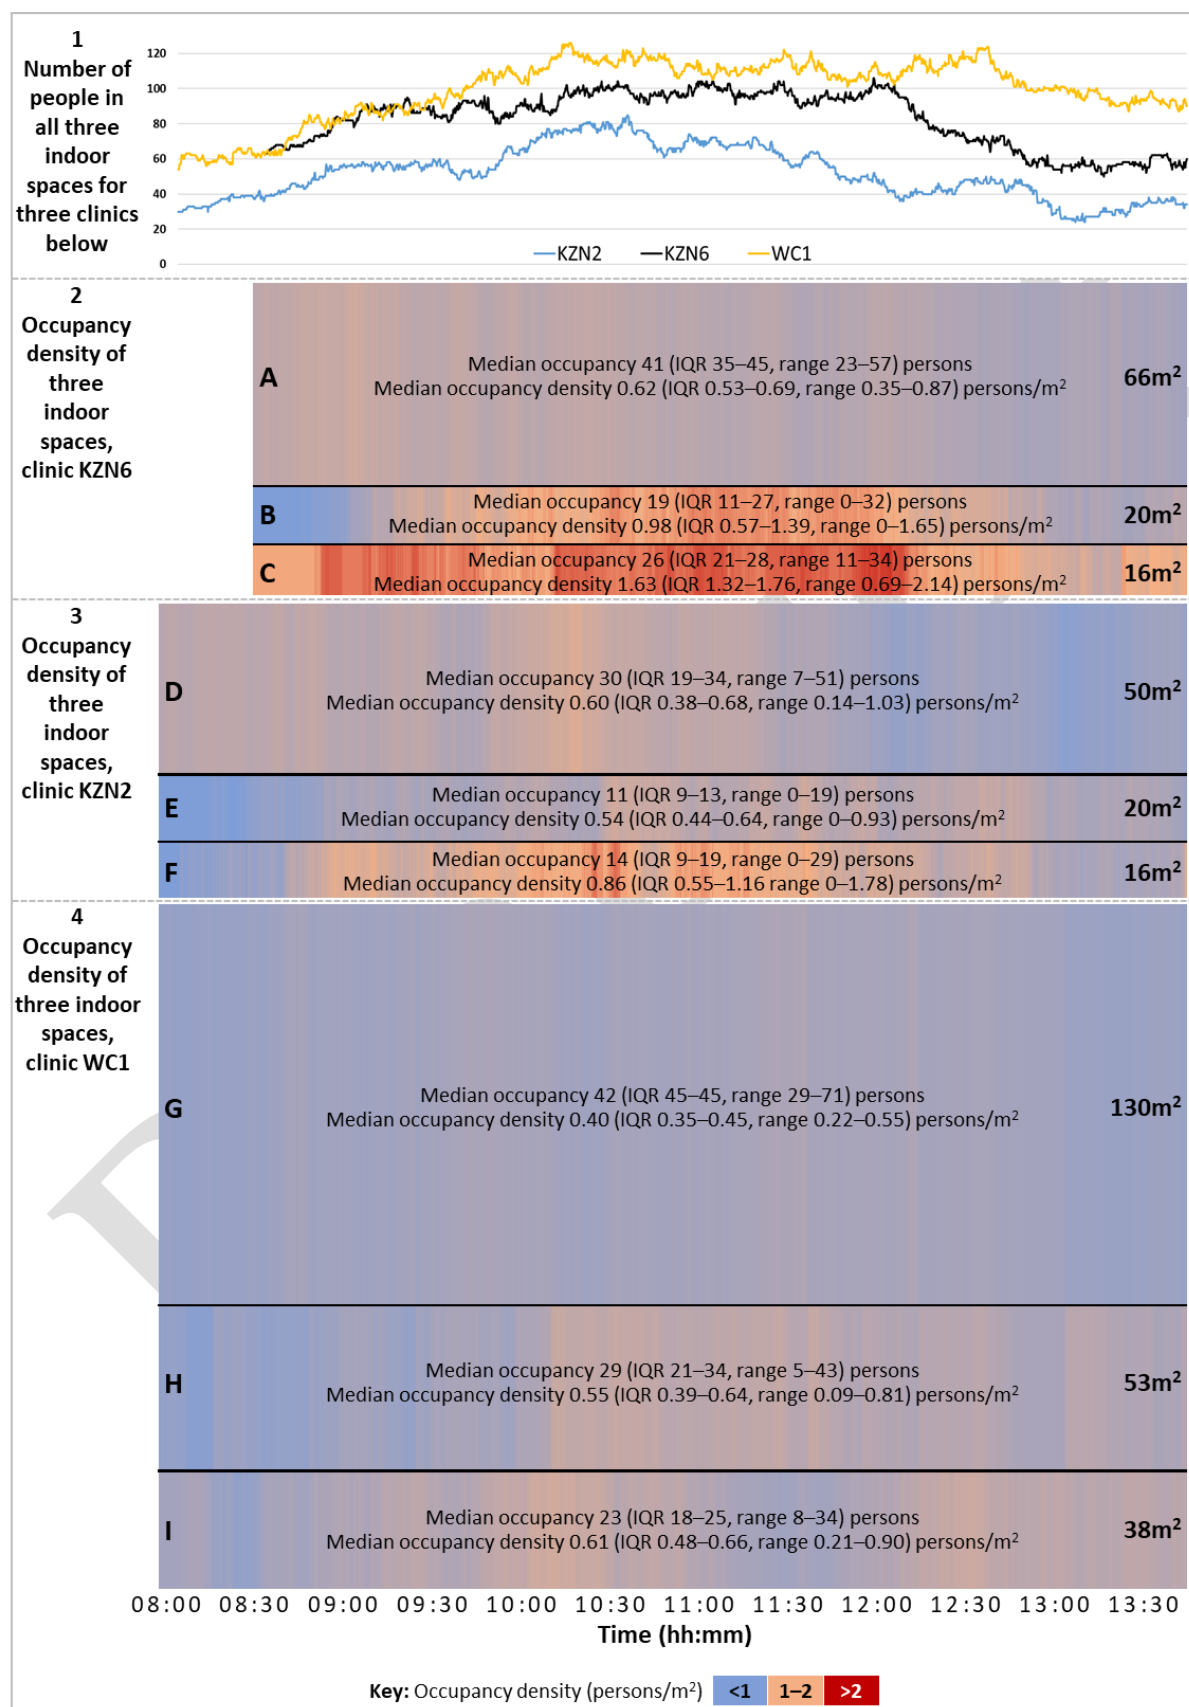 1
Number of
people in
all three
indoor
spaces for
three clinics
below
120
100
80
60
40
20
0
KZN2 KZN6 WC1
2
Occupancy
density of
three
indoor
spaces,
clinic KZN6
A
Median occupancy 41 (IQR 35–45, range 23–57) persons
Median occupancy density 0.62 (IQR 0.53–0.69, range 0.35–0.87) persons/m²
66m²
B
Median occupancy 19 (IQR 11–27, range 0–32) persons
Median occupancy density 0.98 (IQR 0.57–1.39, range 0–1.65) persons/m²
20m²
C
Median occupancy 26 (IQR 21–28, range 11–34) persons
Median occupancy density 1.63 (IQR 1.32–1.76, range 0.69–2.14) persons/m²
16m²
3
Occupancy
density of
three
indoor
spaces,
clinic KZN2
D
Median occupancy 30 (IQR 19–34, range 7–51) persons
Median occupancy density 0.60 (IQR 0.38–0.68, range 0.14–1.03) persons/m²
50m²
E
Median occupancy 11 (IQR 9–13, range 0–19) persons
Median occupancy density 0.54 (IQR 0.44–0.64, range 0–0.93) persons/m²
20m²
F
Median occupancy 14 (IQR 9–19, range 0–29) persons
Median occupancy density 0.86 (IQR 0.55–1.16 range 0–1.78) persons/m²
16m²
4
Occupancy
density of
three indoor
spaces,
clinic WC1
G
Median occupancy 42 (IQR 45–45, range 29–71) persons
Median occupancy density 0.40 (IQR 0.35–0.45, range 0.22–0.55) persons/m²
130m²
H
Median occupancy 29 (IQR 21–34, range 5–43) persons
Median occupancy density 0.55 (IQR 0.39–0.64, range 0.09–0.81) persons/m²
53m²
I
Median occupancy 23 (IQR 18–25, range 8–34) persons
Median occupancy density 0.61 (IQR 0.48–0.66, range 0.21–0.90) persons/m²
38m²
08:00 08:30 09:00 09:30 10:00 10:30 11:00 11:30 12:00 12:30 13:00 13:30
Time (hh:mm)
Key: Occupancy density (persons/m²) <1 1–2 >2